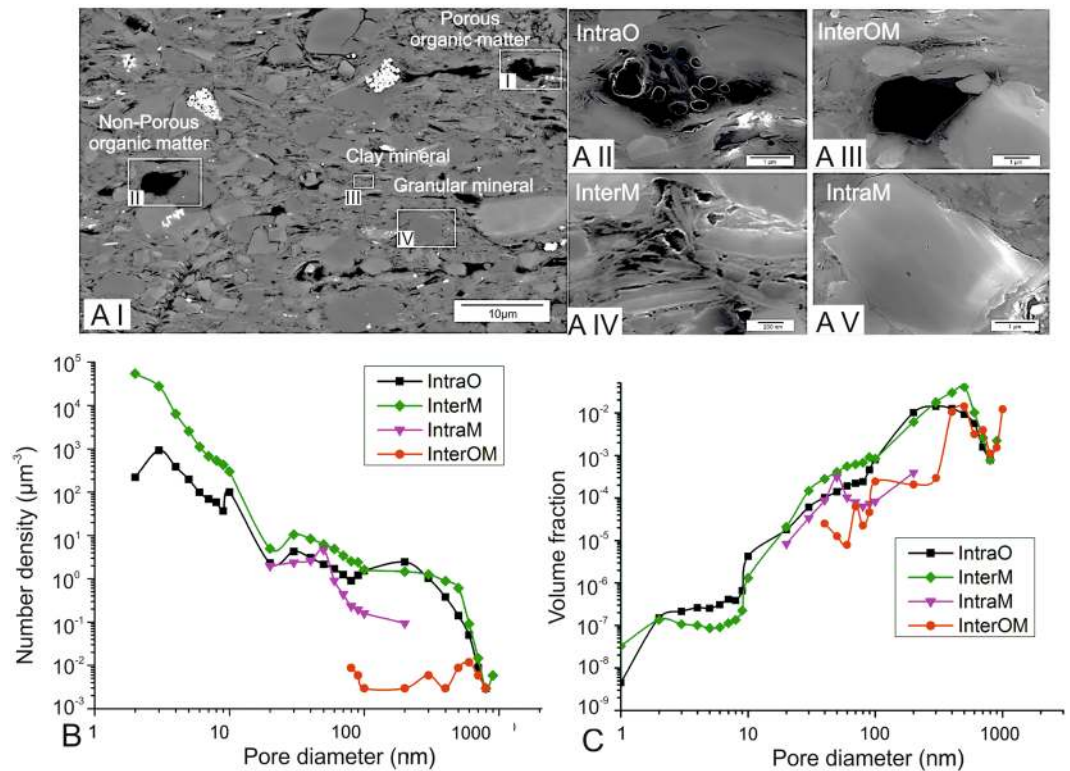 Porous
organic matter
I
Non-Porous
organic matter
II
Clay mineral
III
Granular mineral
IV
10µm
A I
IntraO
1 µm
A II
InterOM
1 µm
A III
InterM
200 nm
A IV
IntraM
1 µm
A V
10⁵
10⁴
10³
10²
10¹
10⁰
10⁻¹
10⁻²
10⁻³
Number density (µm⁻³)
IntraO
InterM
IntraM
InterOM
1
10
100
1000
Pore diameter (nm)
B
10⁻²
10⁻³
10⁻⁴
10⁻⁵
10⁻⁶
10⁻⁷
10⁻⁸
10⁻⁹
Volume fraction
IntraO
InterM
IntraM
InterOM
1
10
100
1000
Pore diameter (nm)
C